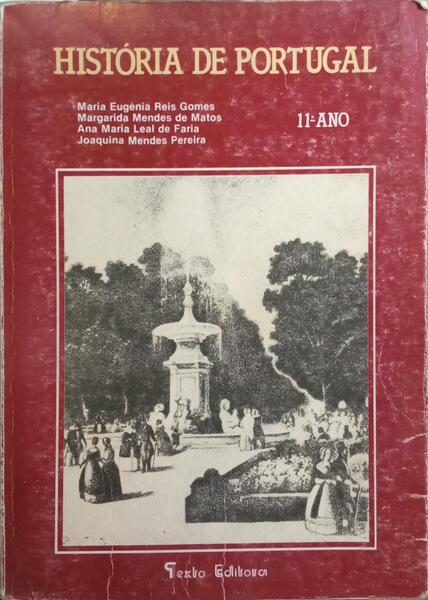 HISTÓRIA DE PORTUGAL
Maria Eugénia Reis Gomes
Margarida Mendes de Matos
Ana Maria Leal de Faria
Joaquina Mendes Pereira
11º ANO
Texto Editora